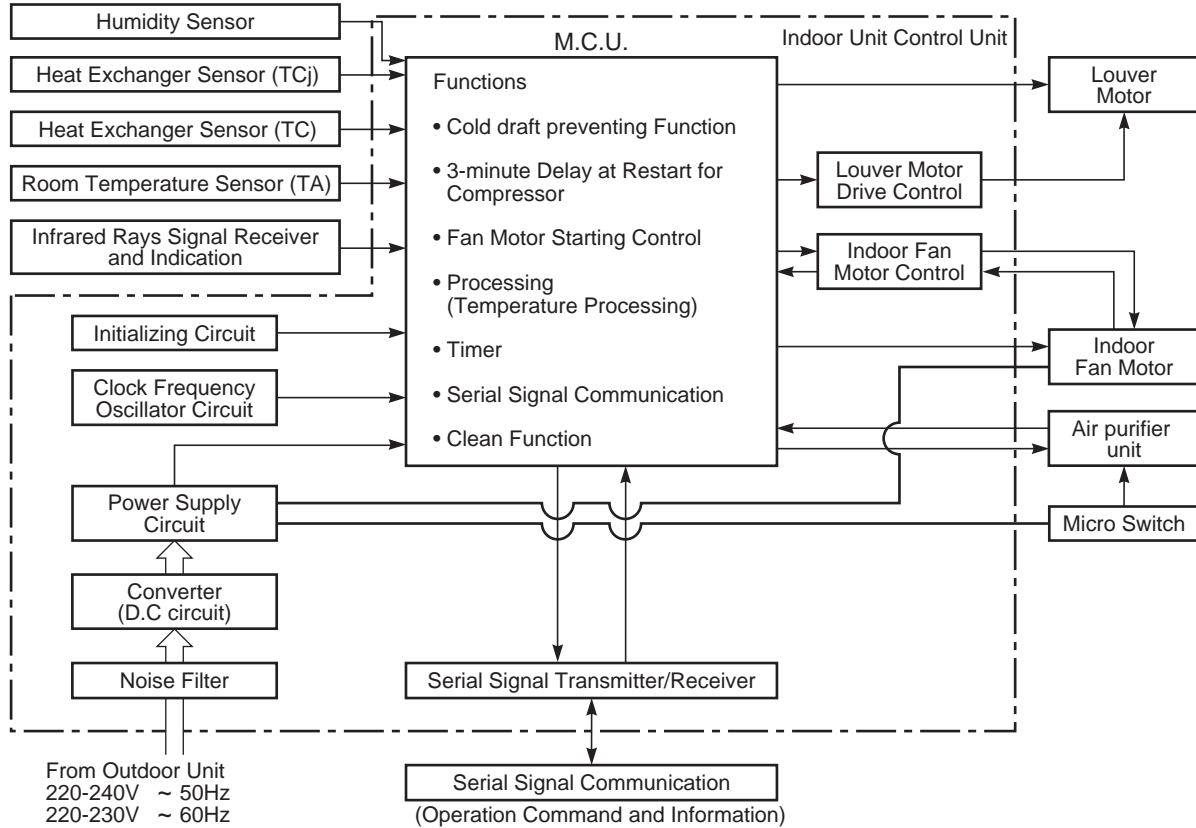 Humidity Sensor
Heat Exchanger Sensor (TCj)
Heat Exchanger Sensor (TC)
Room Temperature Sensor (TA)
Infrared Rays Signal Receiver
and Indication
Initializing Circuit
Clock Frequency
Oscillator Circuit
Power Supply
Circuit
Converter
(D.C circuit)
Noise Filter
From Outdoor Unit
220-240V ~ 50Hz
220-230V ~ 60Hz
M.C.U.
Functions
• Cold draft preventing Function
• 3-minute Delay at Restart for
Compressor
• Fan Motor Starting Control
• Processing
(Temperature Processing)
• Timer
• Serial Signal Communication
• Clean Function
Serial Signal Transmitter/Receiver
Serial Signal Communication
(Operation Command and Information)
Indoor Unit Control Unit
Louver Motor
Drive Control
Indoor Fan
Motor Control
Louver
Motor
Indoor
Fan Motor
Air purifier
unit
Micro Switch